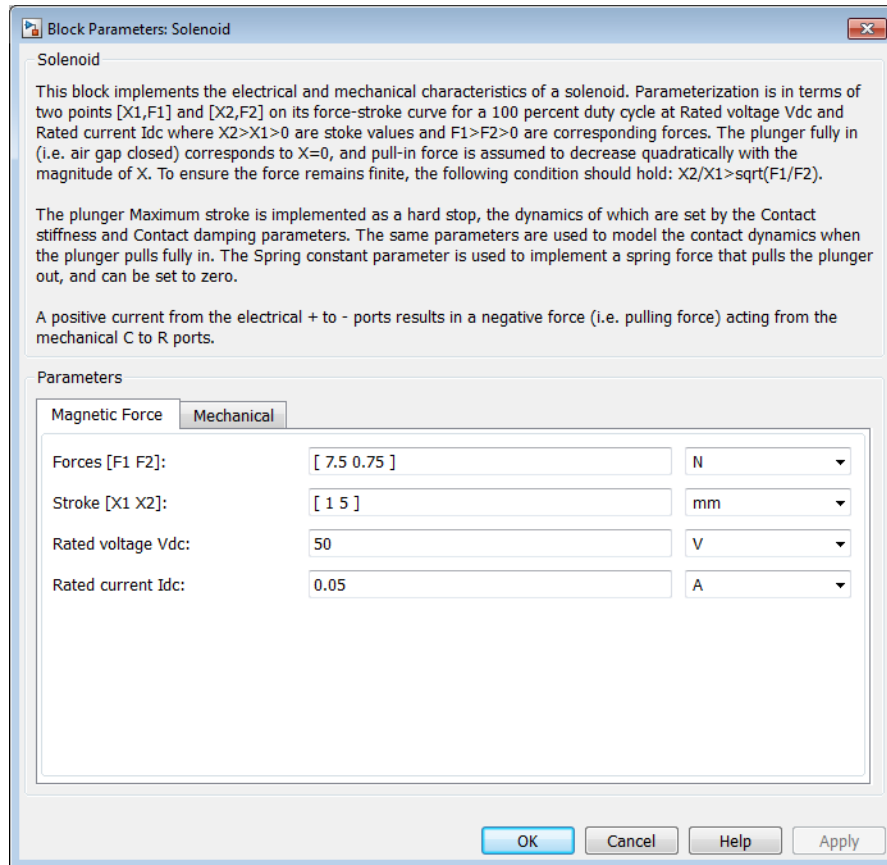 Block Parameters: Solenoid
Solenoid
This block implements the electrical and mechanical characteristics of a solenoid. Parameterization is in terms of
two points [X1,F1] and [X2,F2] on its force-stroke curve for a 100 percent duty cycle at Rated voltage Vdc and
Rated current Idc where X2>X1>0 are stoke values and F1>F2>0 are corresponding forces. The plunger fully in
(i.e. air gap closed) corresponds to X=0, and pull-in force is assumed to decrease quadratically with the
magnitude of X. To ensure the force remains finite, the following condition should hold: X2/X1>sqrt(F1/F2).
The plunger Maximum stroke is implemented as a hard stop, the dynamics of which are set by the Contact
stiffness and Contact damping parameters. The same parameters are used to model the contact dynamics when
the plunger pulls fully in. The Spring constant parameter is used to implement a spring force that pulls the plunger
out, and can be set to zero.
A positive current from the electrical + to - ports results in a negative force (i.e. pulling force) acting from the
mechanical C to R ports.
Parameters
Magnetic Force Mechanical
Forces [F1 F2]: [ 7.5 0.75 ] N
Stroke [X1 X2]: [ 1 5 ] mm
Rated voltage Vdc: 50 V
Rated current Idc: 0.05 A
OK Cancel Help Apply